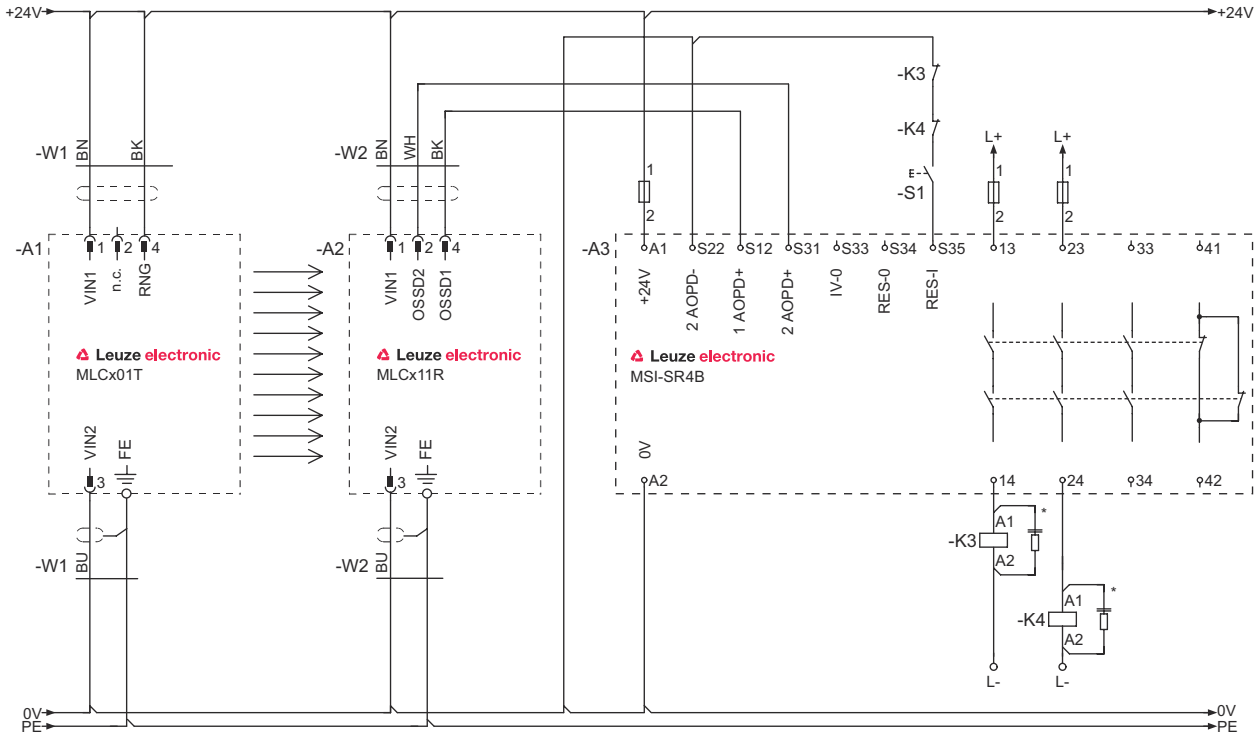 +24V +24V
-K3
-K4
-S1
-W1 BN BK
-W2 BN WH BK
1
2
L+ L+
1 1
2 2
-A1 1 2 4
VIN1 n.c. RNG
Leuze electronic
MLCx01T
VIN2 FE
3
-A2 1 2 4
VIN1 OSSD2 OSSD1
Leuze electronic
MLCx11R
VIN2 FE
3
-A3 A1 S22 S12 S31 S33 S34 S35 13 23 33 41
+24V 2 AOPD- 1 AOPD+ 2 AOPD+ IV-0 RES-0 RES-I
Leuze electronic
MSI-SR4B
0V
A2 14 24 34 42
-W1 BU
-W2 BU
-K3 A1 *
A2
-K4 A1 *
A2
L- L-
0V 0V
PE PE